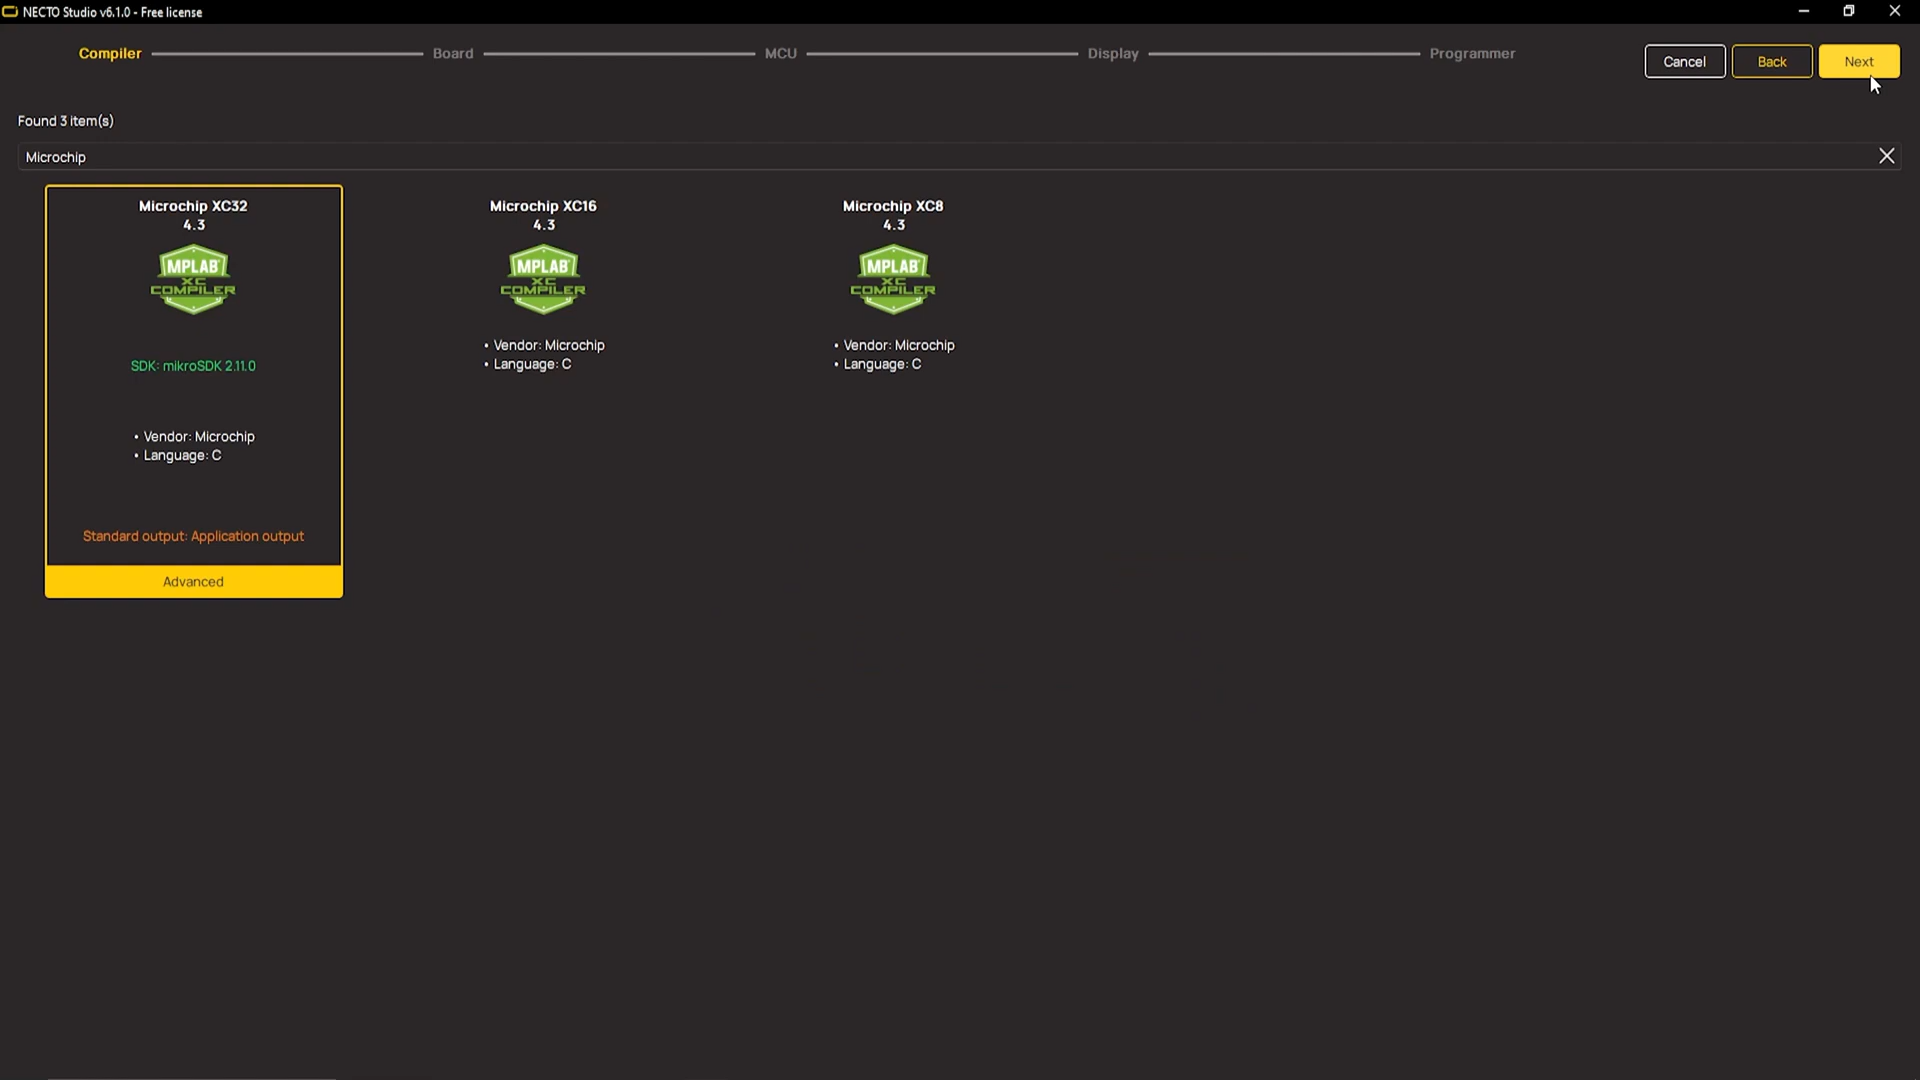 NECTO Studio v6.1.0 - Free license
Compiler
Board
MCU
Display
Programmer
Cancel
Back
Next
Found 3 item(s)
Microchip
Microchip XC32
4.3
MPLAB
XC
COMPILER
SDK: mikroSDK 2.11.0
• Vendor: Microchip
• Language: C
Standard output: Application output
Advanced
Microchip XC16
4.3
MPLAB
XC
COMPILER
• Vendor: Microchip
• Language: C
Microchip XC8
4.3
MPLAB
XC
COMPILER
• Vendor: Microchip
• Language: C